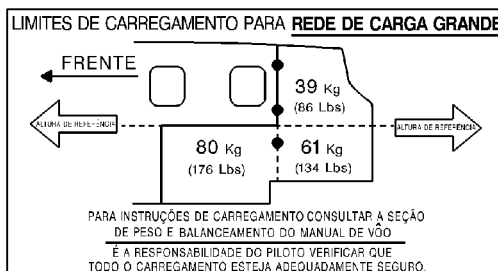 LIMITES DE CARREGAMENTO PARA REDE DE CARGA GRANDE
FRENTE
39 Kg
(86 Lbs)
ALTURA DE REFERÊNCIA
ALTURA DE REFERÊNCIA
80 Kg
(176 Lbs)
61 Kg
(134 Lbs)
PARA INSTRUÇÕES DE CARREGAMENTO CONSULTAR A SEÇÃO
DE PESO E BALANCEAMENTO DO MANUAL DE VÔO
É A RESPONSABILIDADE DO PILOTO VERIFICAR QUE
TODO O CARREGAMENTO ESTEJA ADEQUADAMENTE SEGURO.